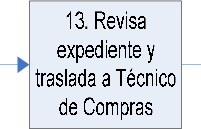 13. Revisa
expediente y
traslada a Técnico
de Compras